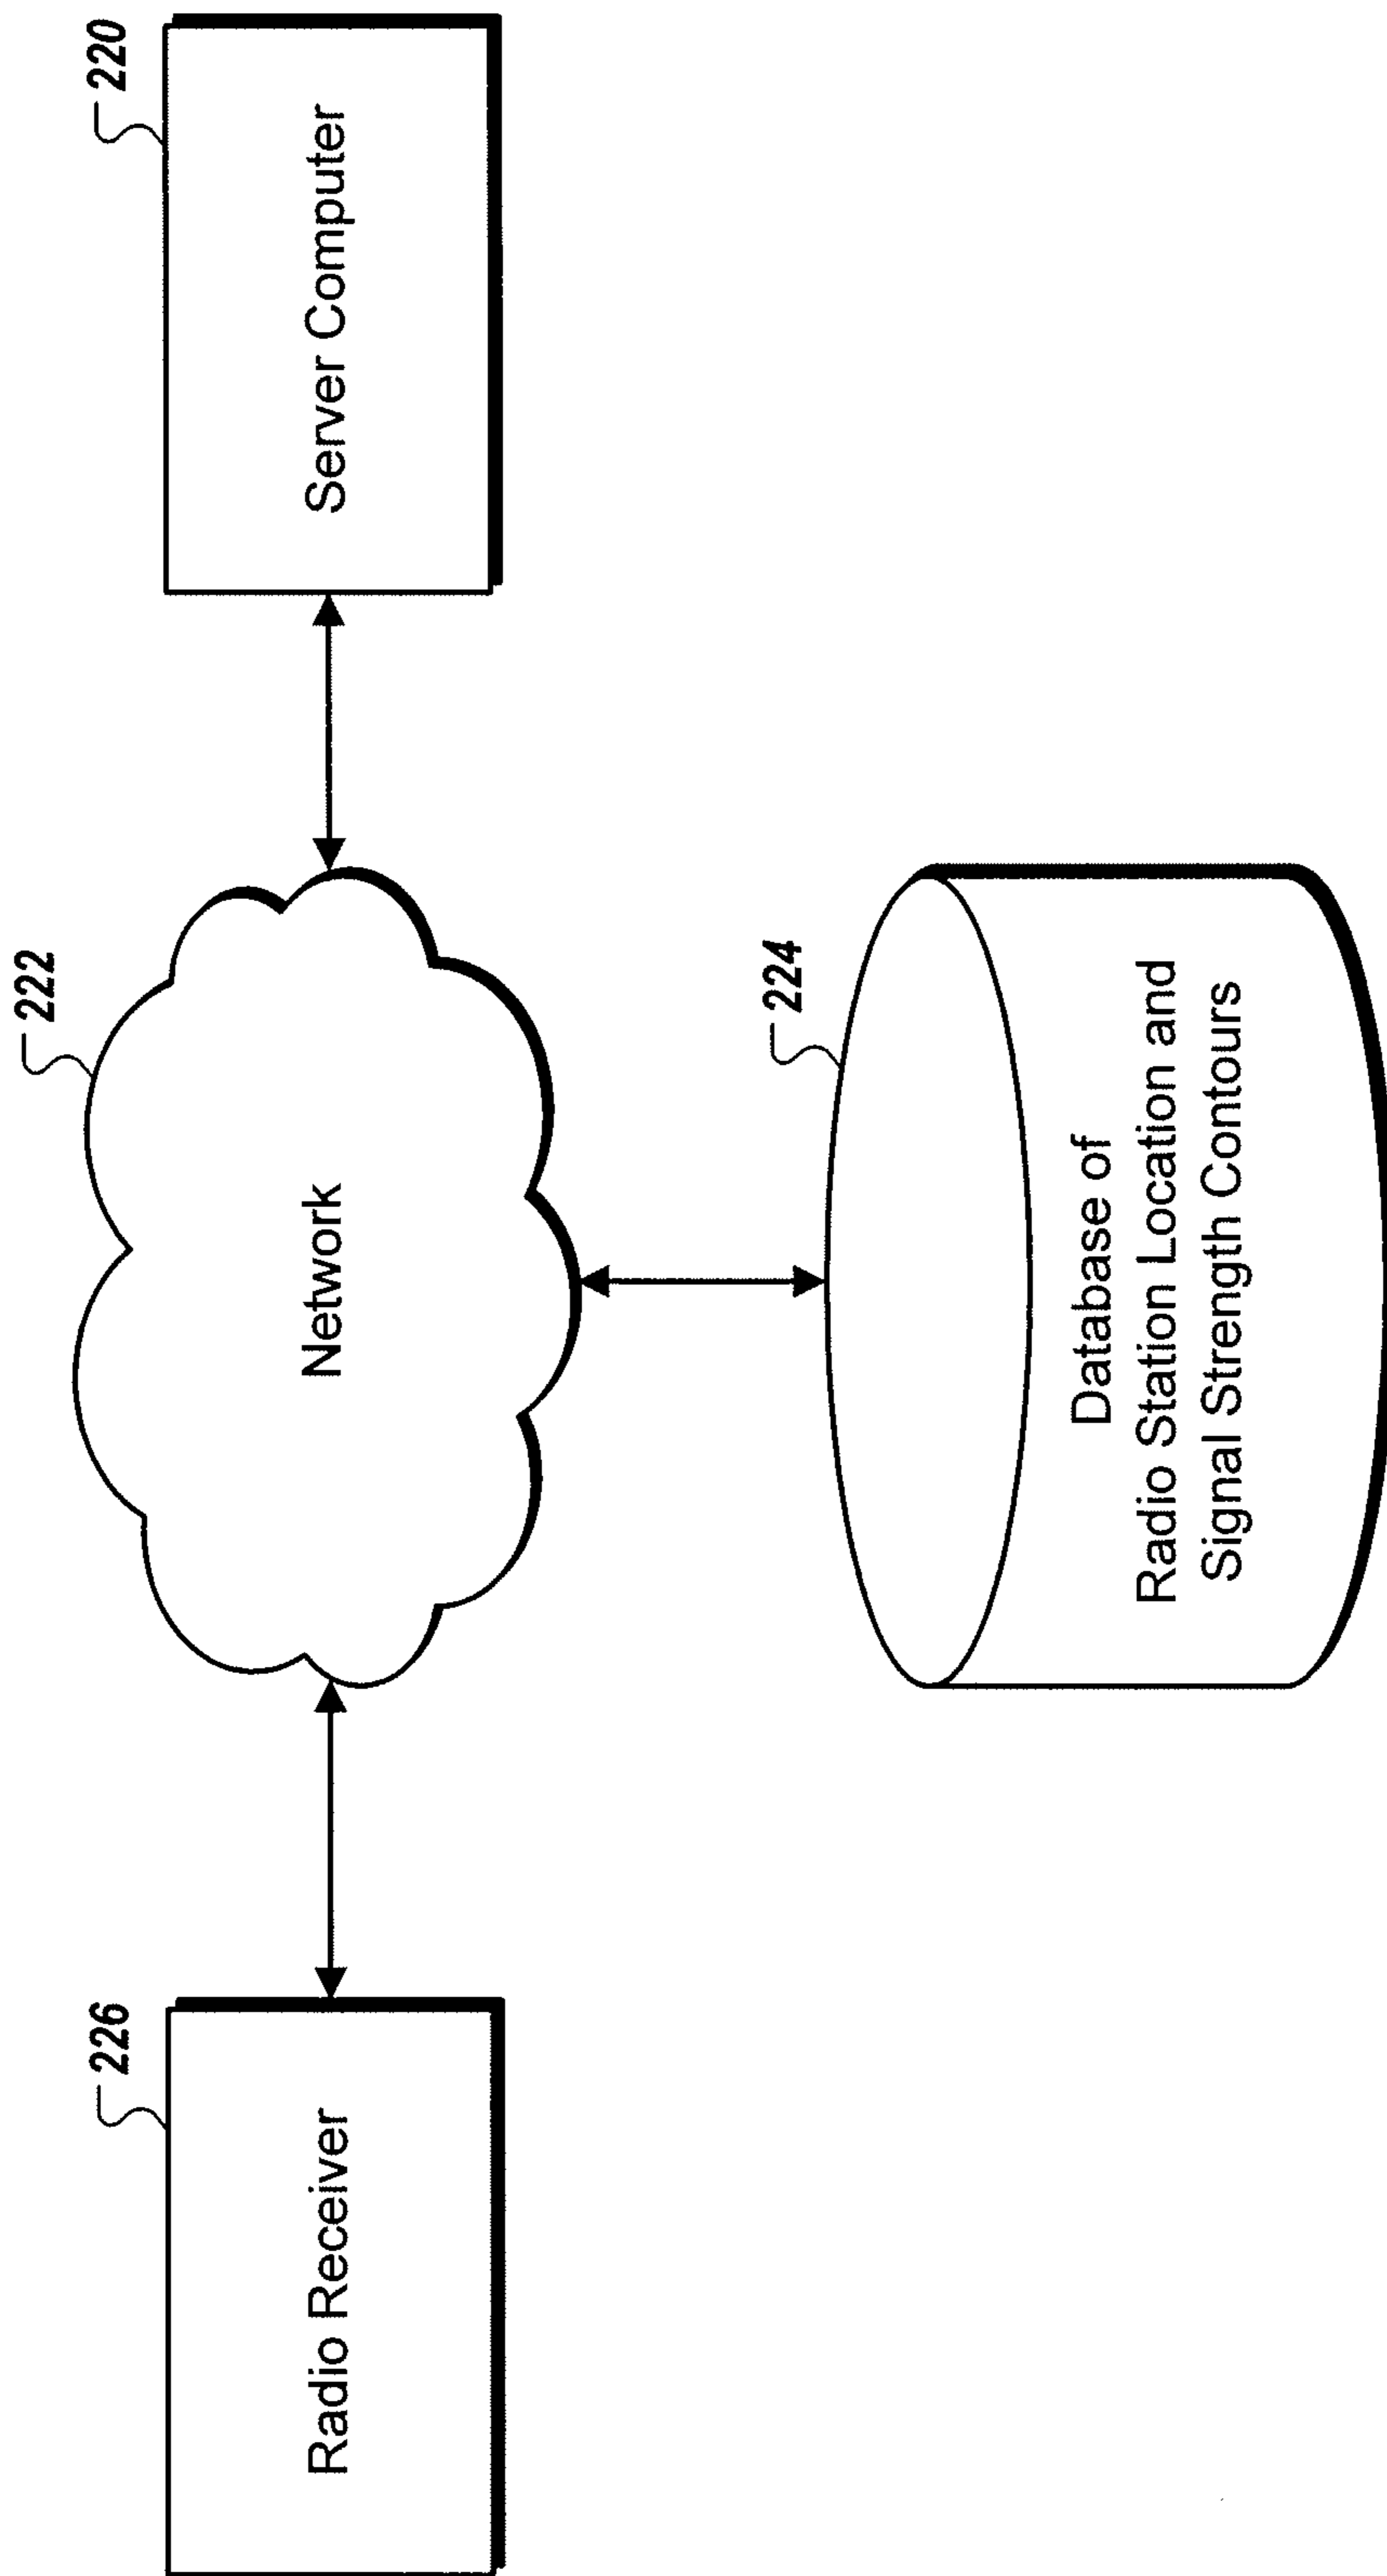 226
Radio Receiver
222
Network
220
Server Computer
224
Database of
Radio Station Location and
Signal Strength Contours